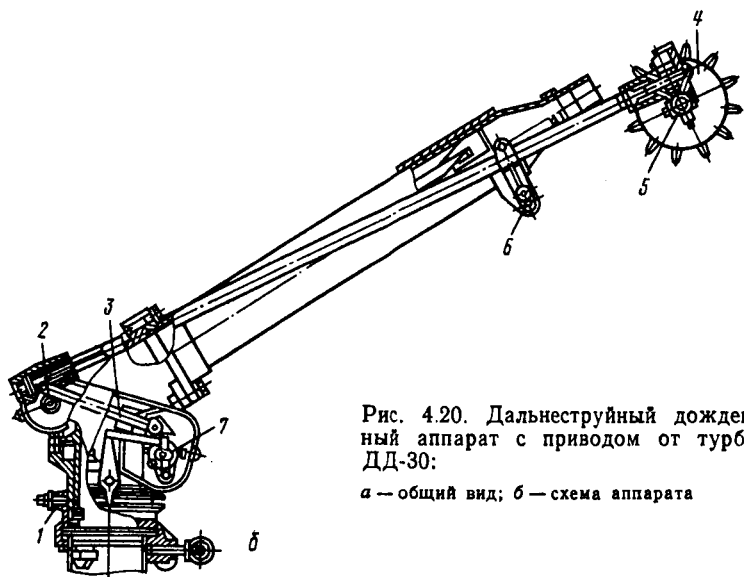 4
5
6
3
2
7
1
б
Рис. 4.20. Дальнеструйный дожде
ный аппарат с приводом от турб
ДД-30:
а — общий вид; б — схема аппарата